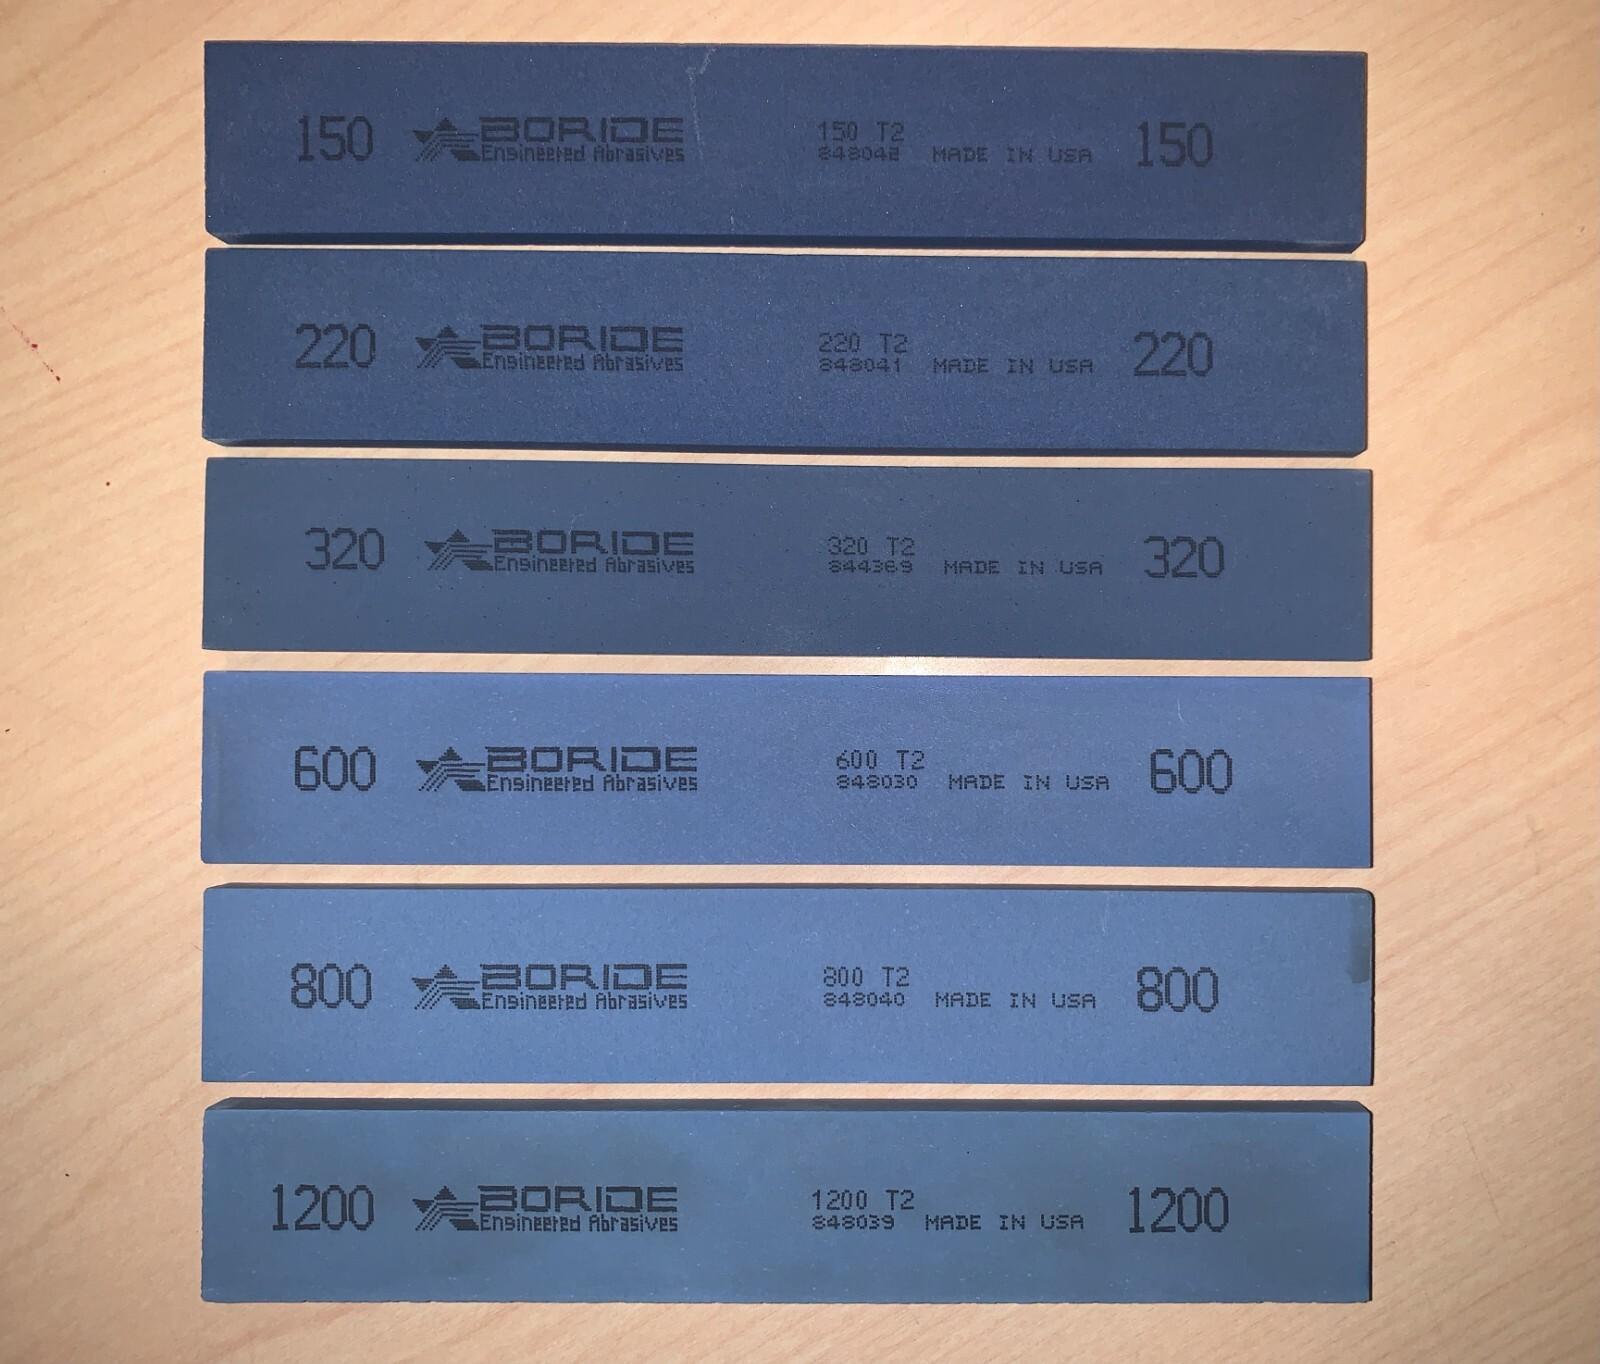 150 BORIDE 150 T2 150
Engineered Abrasives 848042 MADE IN USA
220 BORIDE 220 T2 220
Engineered Abrasives 848041 MADE IN USA
320 BORIDE 320 T2 320
Engineered Abrasives 844369 MADE IN USA
600 BORIDE 600 T2 600
Engineered Abrasives 848030 MADE IN USA
800 BORIDE 800 T2 800
Engineered Abrasives 848040 MADE IN USA
1200 BORIDE 1200 T2 1200
Engineered Abrasives 848039 MADE IN USA